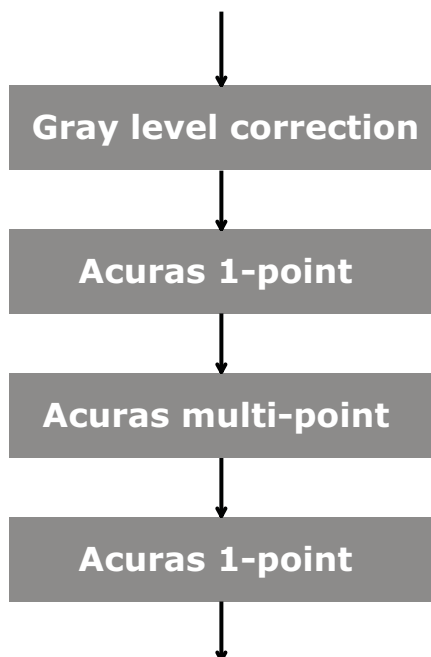 Gray level correction
Acuras 1-point
Acuras multi-point
Acuras 1-point